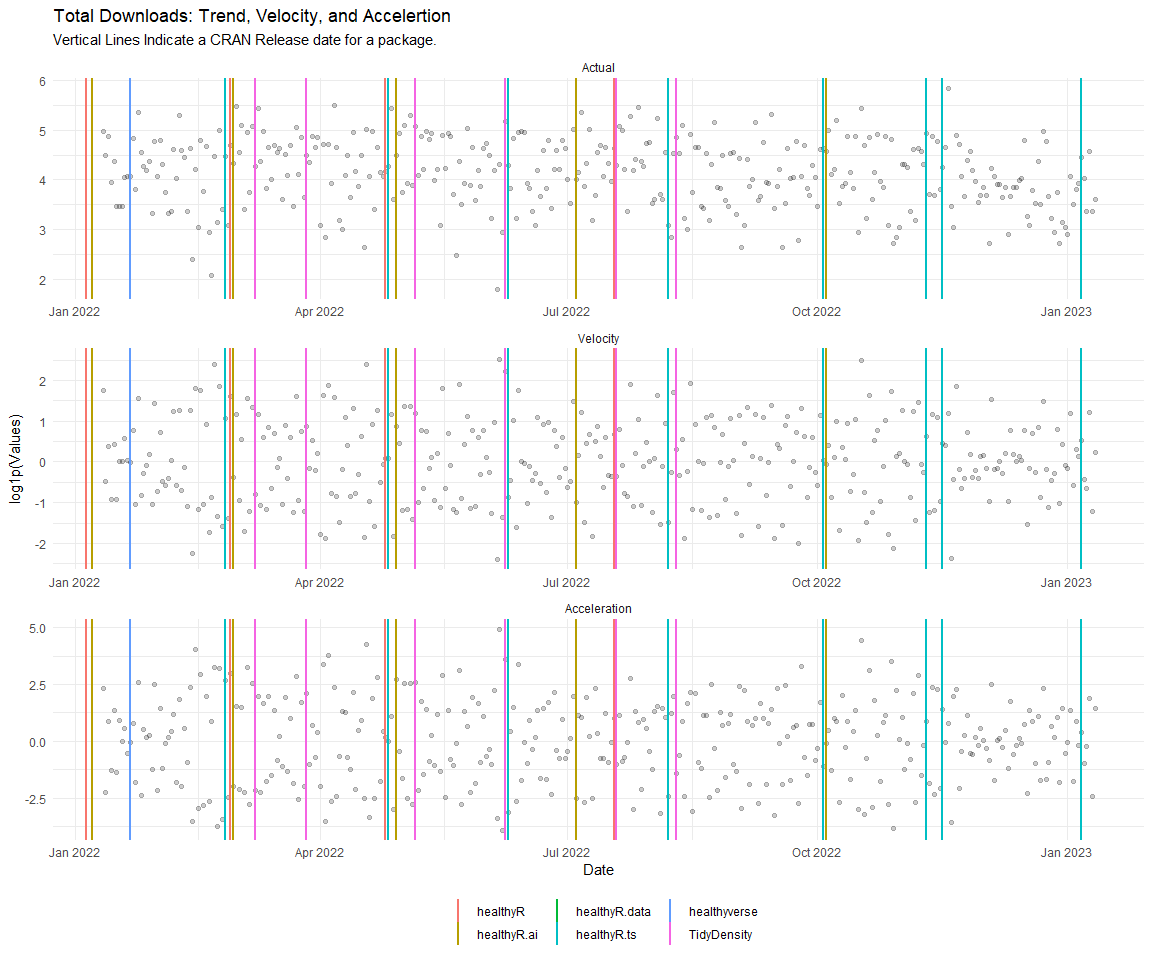 Total Downloads: Trend, Velocity, and Accelertion
Vertical Lines Indicate a CRAN Release date for a package.
Actual
6
5
4
3
2
Jan 2022 Apr 2022 Jul 2022 Oct 2022 Jan 2023
Velocity
2
1
0
-1
-2
Jan 2022 Apr 2022 Jul 2022 Oct 2022 Jan 2023
log1p(Values)
Acceleration
5.0
2.5
0.0
-2.5
Jan 2022 Apr 2022 Jul 2022 Oct 2022 Jan 2023
Date
healthyR healthyR.data healthyverse
healthyR.ai healthyR.ts TidyDensity